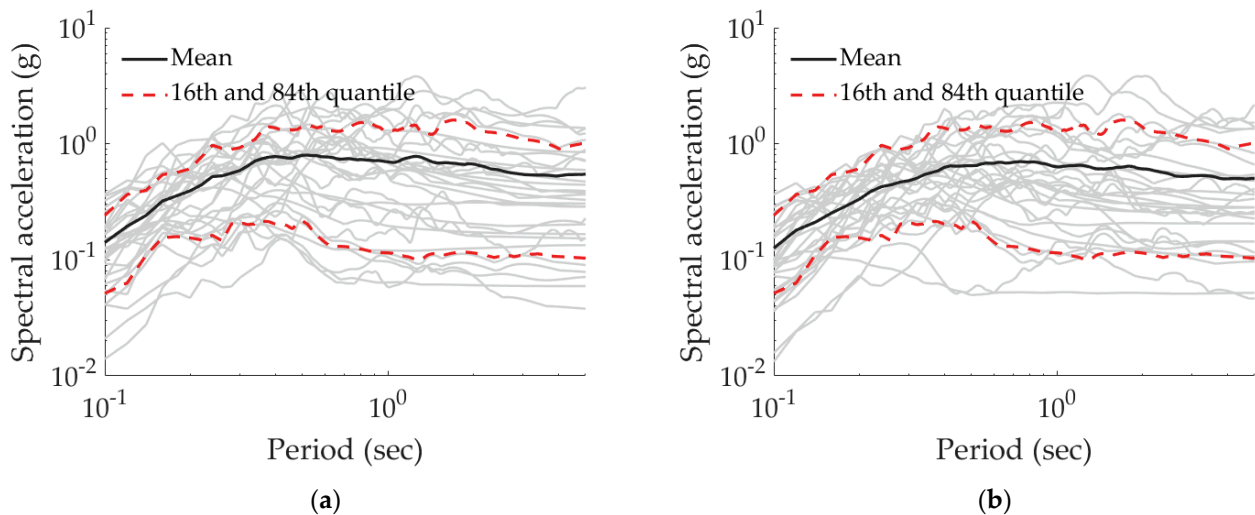 10^1
Mean
16th and 84th quantile
10^0
10^-1
10^-2
10^-1
10^0
Spectral acceleration (g)
Period (sec)
(a)
10^1
Mean
16th and 84th quantile
10^0
10^-1
10^-2
10^-1
10^0
Spectral acceleration (g)
Period (sec)
(b)